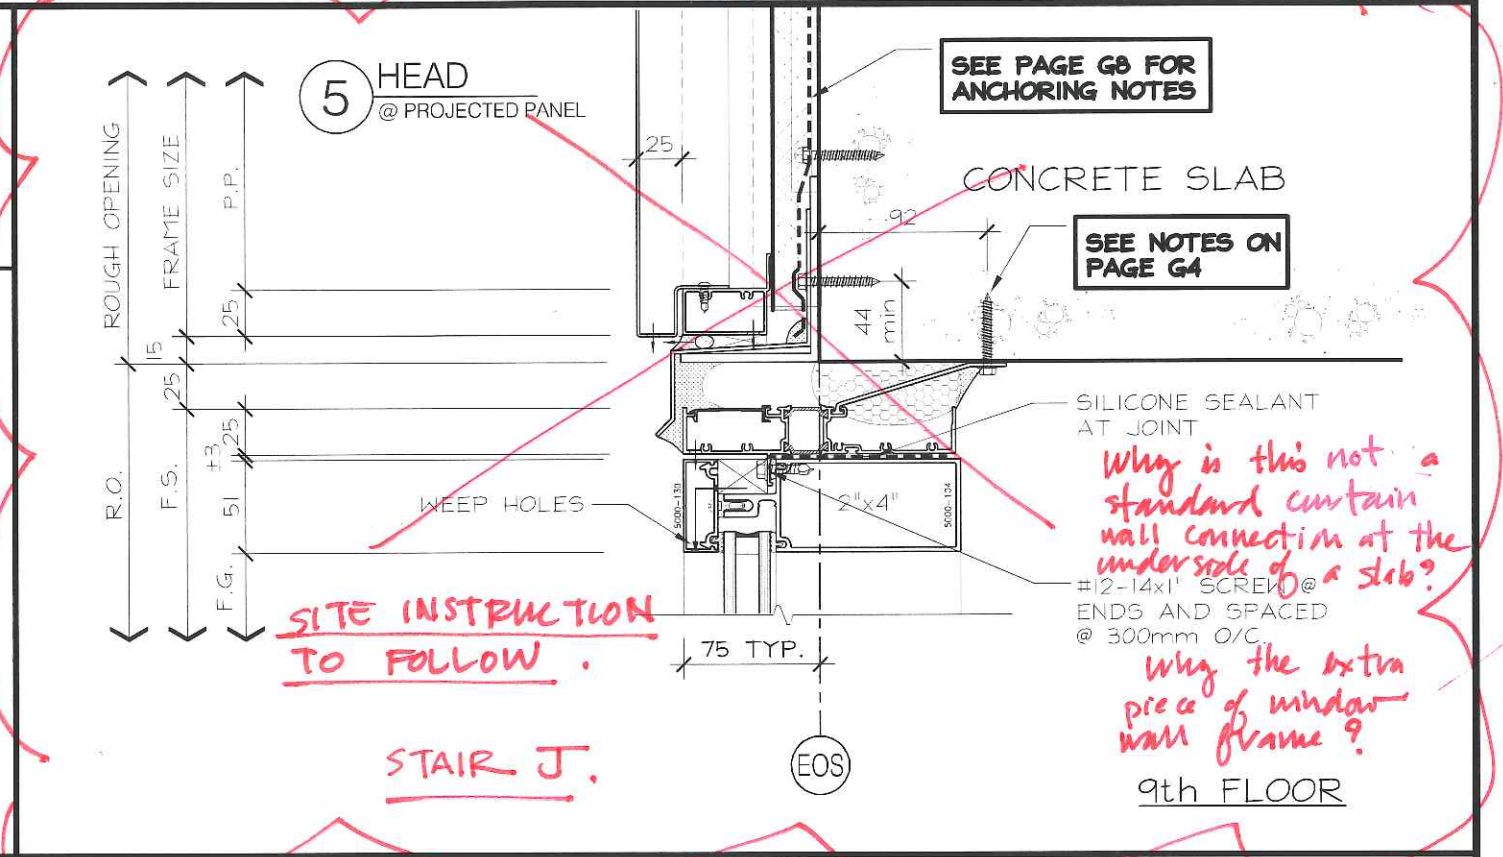 5 HEAD
@ PROJECTED PANEL
SEE PAGE G8 FOR
ANCHORING NOTES
CONCRETE SLAB
SEE NOTES ON
PAGE G4
ROUGH OPENING
FRAME SIZE
P.P.
25
92
44
min
25
15
25
25
±3
51
R.O.
F.S.
F.G.
SILICONE SEALANT
AT JOINT
Why is this not a
standard curtain
wall connection at the
underside of a slab?
WEEP HOLES
5000-130
2"x4"
5000-104
#12-14x1" SCREW @
ENDS AND SPACED
@ 300mm O/C.
SITE INSTRUCTION
TO FOLLOW.
75 TYP.
Why the extra
piece of window
wall frame?
STAIR J.
EOS
9th FLOOR